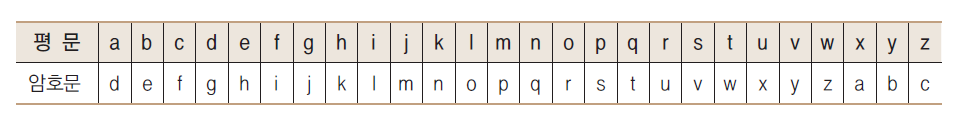 평 문 a b c d e f g h i j k l m n o p q r s t u v w x y z
암호문 d e f g h i j k l m n o p q r s t u v w x y z a b c